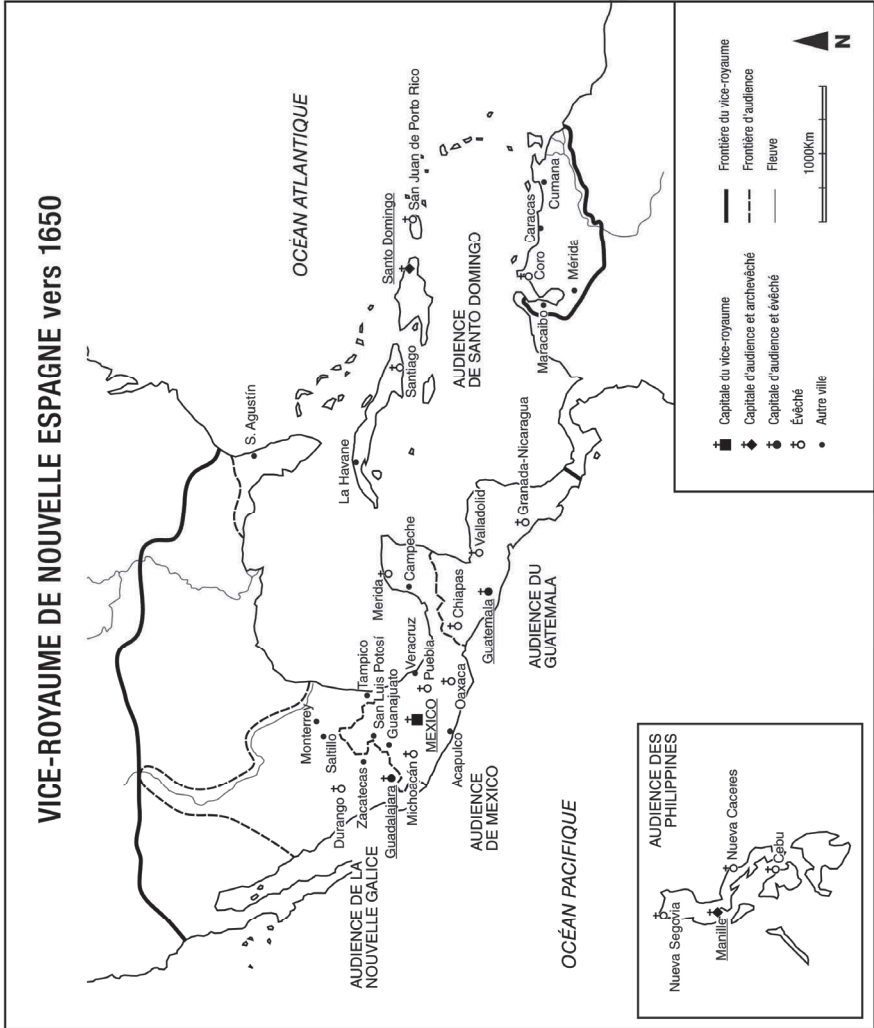 VICE-ROYAUME DE NOUVELLE ESPAGNE vers 1650
OCÉAN ATLANTIQUE
S. Agustín
La Havane
Santiago
Santo Domingo
San Juan de Porto Rico
AUDIENCE
DE SANTO DOMINGO
Coro
Caracas
Cumana
Maracaibo
Mérida
Monterrey
Saltillo
Durango
Zacatecas
Tampico
San Luis Potosí
Guanajuato
Guadalajara
Michoacán
AUDIENCE DE LA
NOUVELLE GALICE
MEXICO
Veracruz
Puebla
Oaxaca
Acapulco
AUDIENCE
DE MEXICO
Merida
Campeche
Chiapas
Guatemala
Valladolid
Granada-Nicaragua
AUDIENCE DU
GUATEMALA
OCÉAN PACIFIQUE
AUDIENCE DES
PHILIPPINES
Nueva Segovia
Manille
Nueva Caceres
Cebu
Capitale du vice-royaume
Capitale d'audience et archevêché
Capitale d'audience et évêché
Évêché
Autre ville
Frontière du vice-royaume
Frontière d'audience
Fleuve
1000Km
N